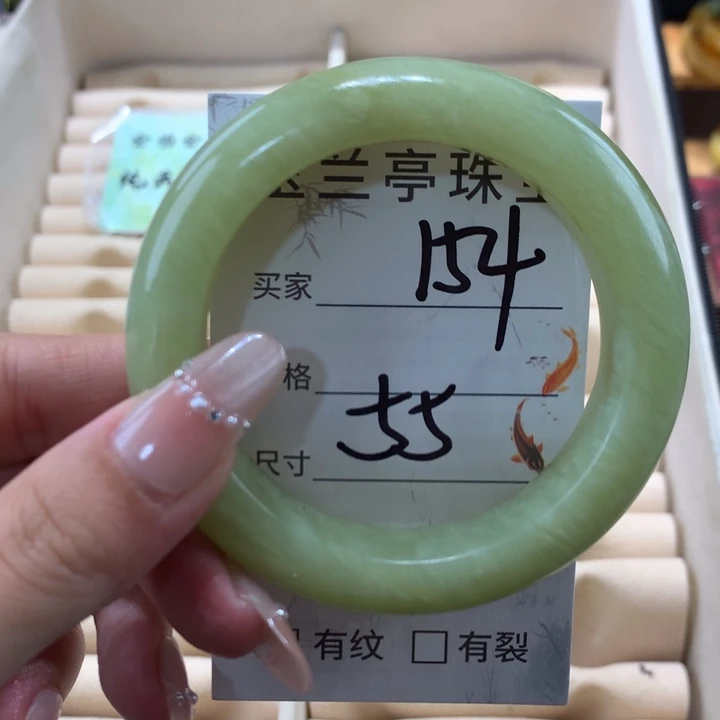 兰亭珠宝
买家 154
格
尺寸 55
有纹 □ 有裂